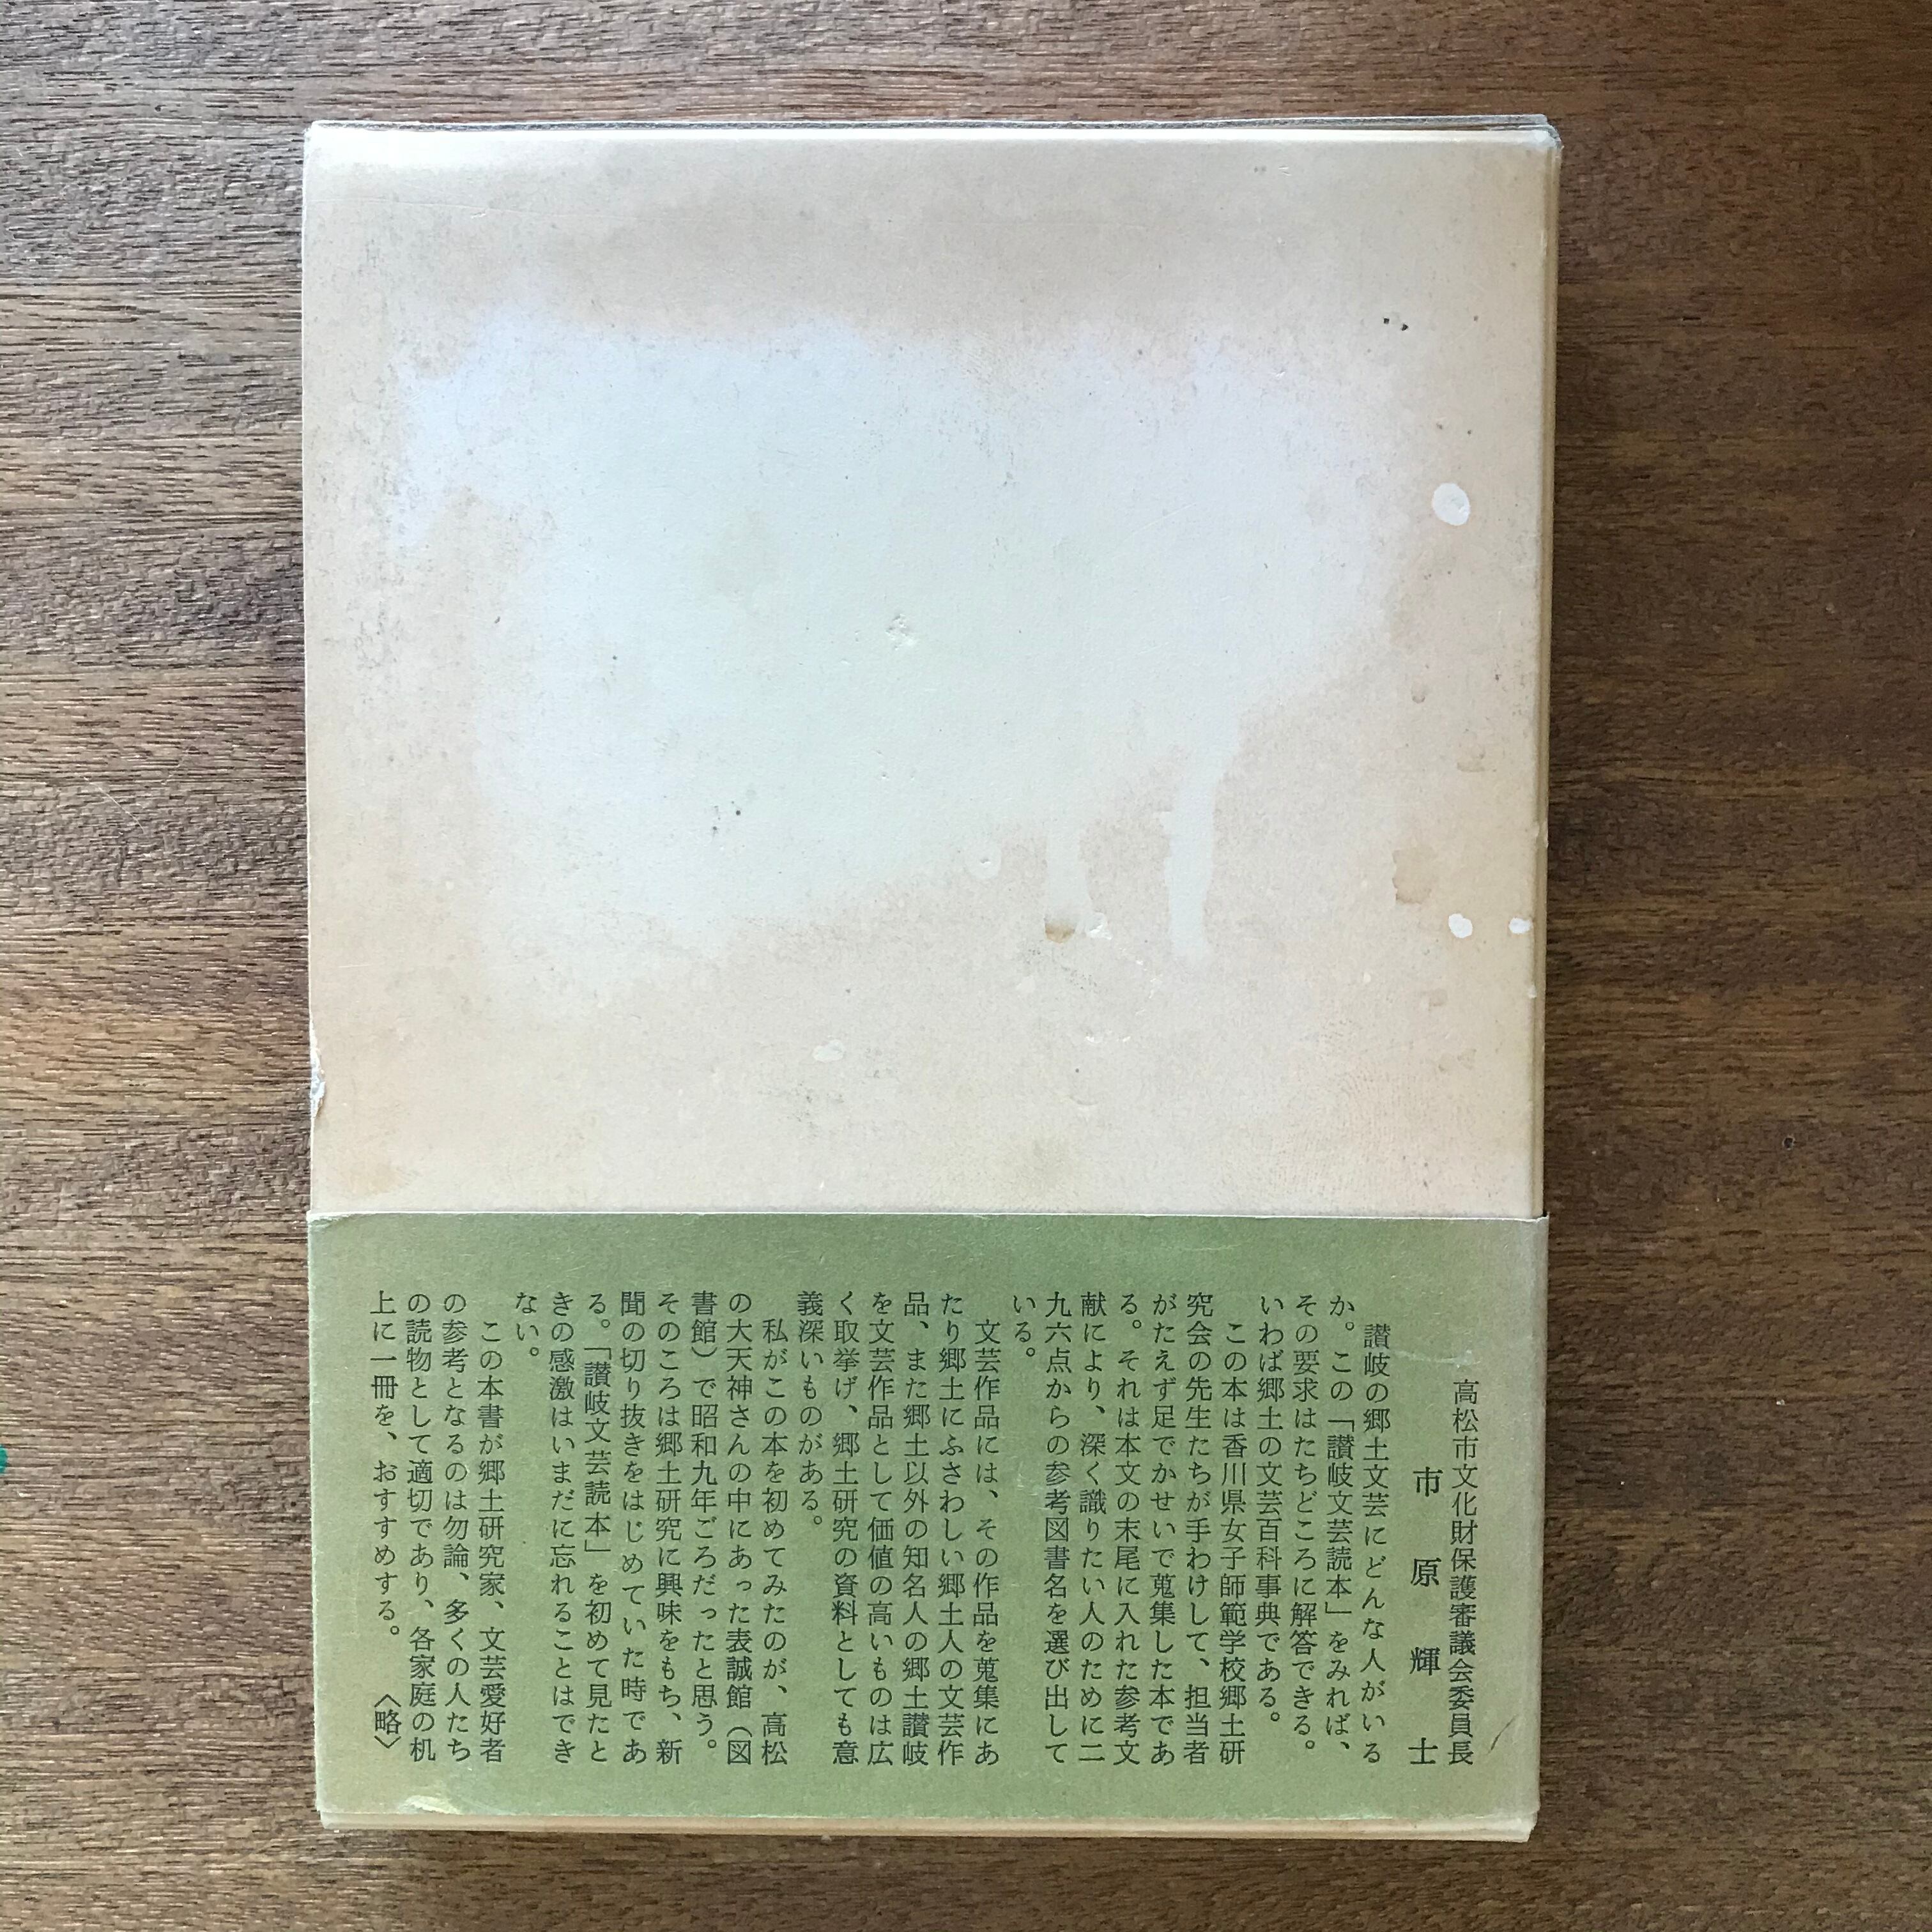 高松市文化財保護審議会委員長
市原輝士
讃岐の郷土文芸にどんな人がいる
か。この「讃岐文芸読本」をみれば、
その要求はたちどころに解答できる。
いわば郷土の文芸百科事典である。
この本は香川県女子師範学校郷土研
究会の先生たちが手わけして、担当者
がたえず足でかせいで蒐集した本であ
る。それは本文の末尾に入れた参考文
献により、深く識りたい人のために二
九六点からの参考図書名を選び出して
いる。
文芸作品には、その作品を蒐集にあ
たり郷土にふさわしい郷土人の文芸作
品、また郷土以外の知名人の郷土讃岐
を文芸作品として価値の高いものは広
く取挙げ、郷土研究の資料としても意
義深いものがある。
私がこの本を初めてみたのが、高松
の大天神さんの中にあった表誠館（図
書館）で昭和九年ごろだったと思う。
そのころは郷土研究に興味をもち、新
聞の切り抜きをはじめていた時であ
る。「讃岐文芸読本」を初めて見たと
きの感激はいまだに忘れることはでき
ない。
この本書が郷土研究家、文芸愛好者
の参考となるのは勿論、多くの人たち
の読物として適切であり、各家庭の机
上に一冊を、おすすめする。〈略〉